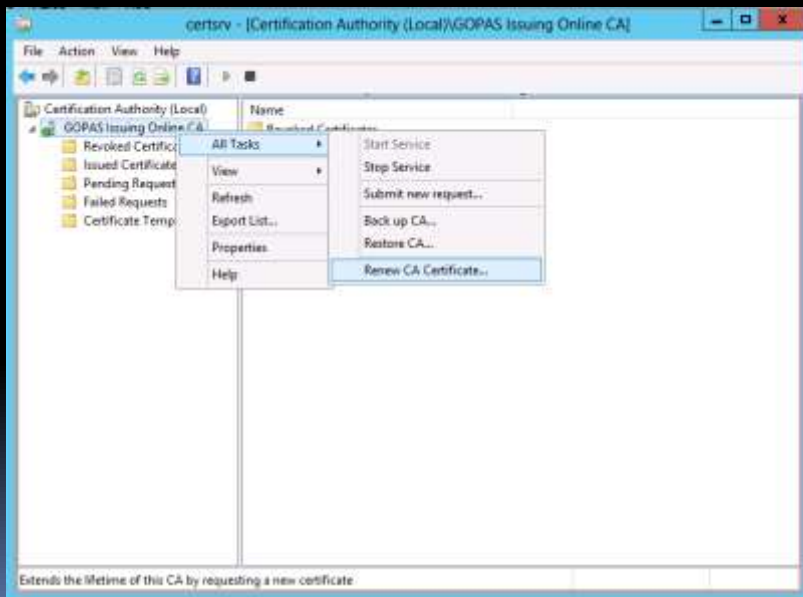 certsrv - [Certification Authority (Local)\GOPAS Issuing Online CA]
File Action View Help
Certification Authority (Local)
GOPAS Issuing Online CA
Revoked Certific
Issued Certificate
Pending Request
Failed Requests
Certificate Temp
Name
Revoked Certificates
All Tasks
View
Refresh
Export List...
Properties
Help
Start Service
Stop Service
Submit new request...
Back up CA...
Restore CA...
Renew CA Certificate...
Extends the lifetime of this CA by requesting a new certificate